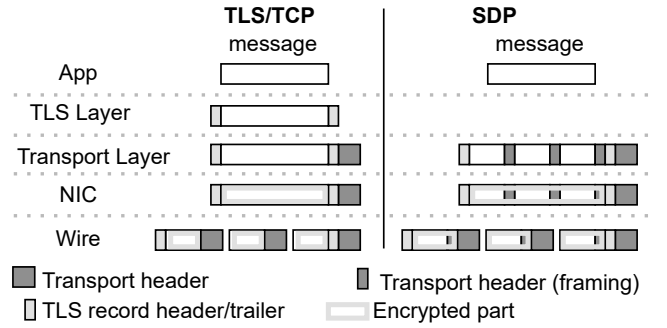 TLS/TCP SDP
message message
App
TLS Layer
Transport Layer
NIC
Wire
Transport header Transport header (framing)
TLS record header/trailer Encrypted part